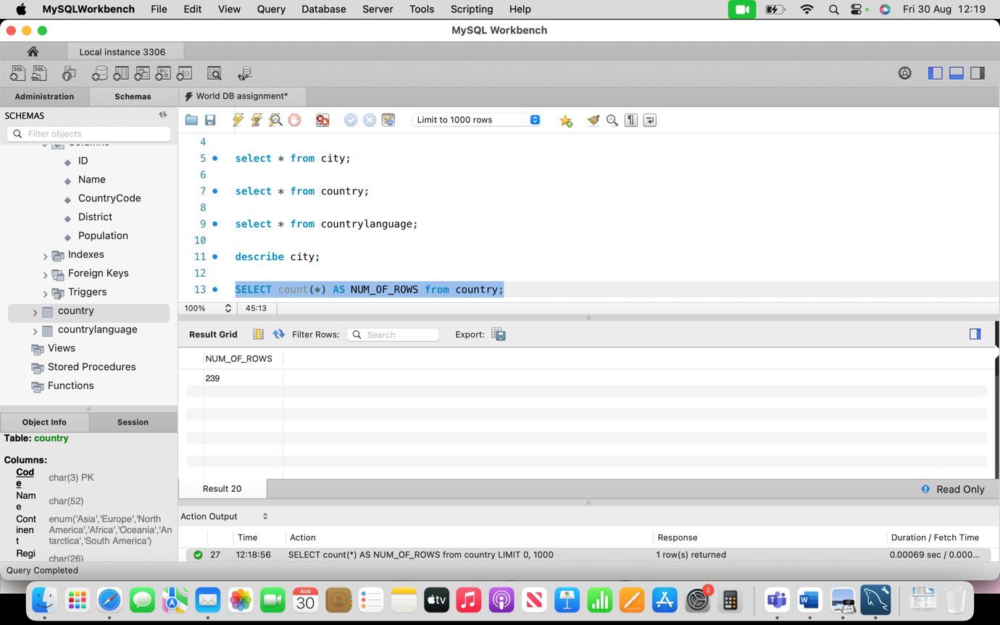 MySQLWorkbench File Edit View Query Database Server Tools Scripting Help Fri 30 Aug 12:19
MySQL Workbench
Local instance 3306
Administration Schemas World DB assignment*
SCHEMAS
Limit to 1000 rows
Filter objects
ID
Name
CountryCode
District
Population
Indexes
Foreign Keys
Triggers
country
countrylanguage
Views
Stored Procedures
Functions
4
5 select * from city;
6
7 select * from country;
8
9 select * from countrylanguage;
10
11 describe city;
12
13 SELECT count(*) AS NUM_OF_ROWS from country;
100% 45:13
Result Grid Filter Rows: Search Export:
NUM_OF_ROWS
239
Object Info Session
Table: country
Columns:
Cod
e
char(3) PK
Nam
e
char(52)
Cont
inen
t
enum('Asia','Europe','North
America','Africa','Oceania','An
tarctica','South America')
Regi
char(26)
Result 20 Read Only
Action Output
Time Action Response Duration / Fetch Time
27 12:18:56 SELECT count(*) AS NUM_OF_ROWS from country LIMIT 0, 1000 1 row(s) returned 0.00069 sec / 0.000...
Query Completed
AUG
30
tv
2